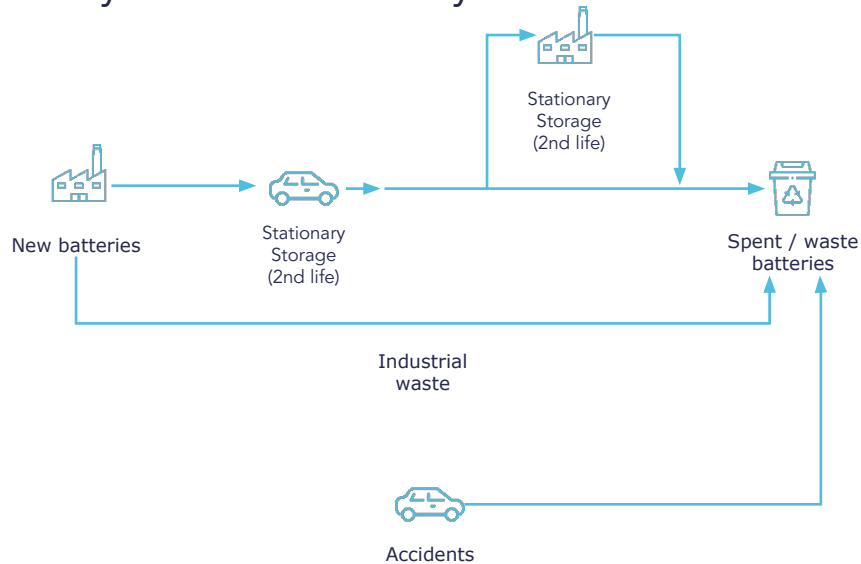 Stationary
Storage
(2nd life)
New batteries
Stationary
Storage
(2nd life)
Spent / waste
batteries
Industrial
waste
Accidents